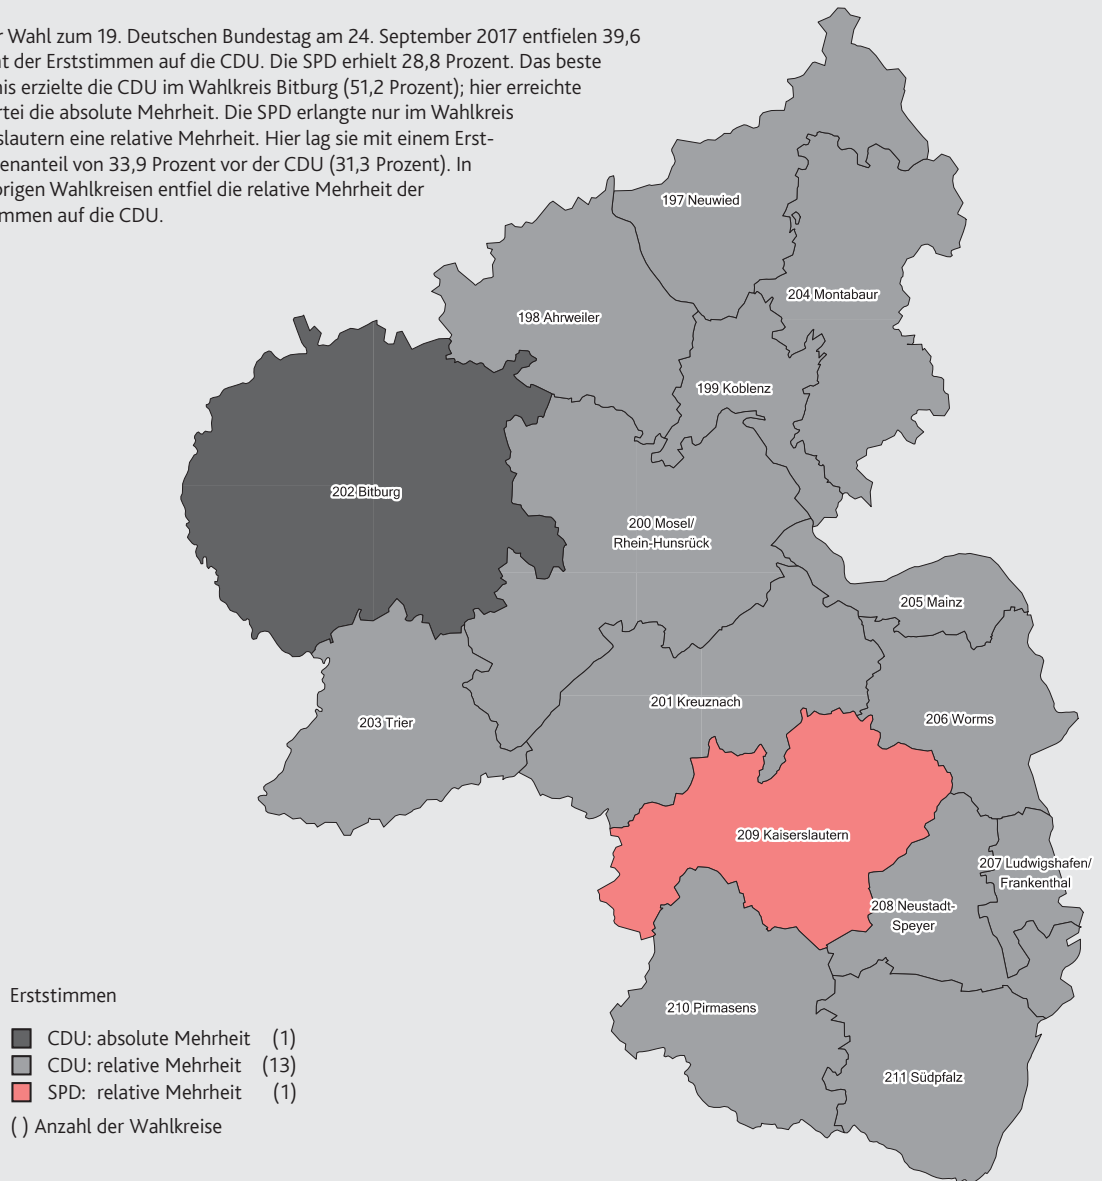 r Wahl zum 19. Deutschen Bundestag am 24. September 2017 entfielen 39,6
t der Erststimmen auf die CDU. Die SPD erhielt 28,8 Prozent. Das beste
nis erzielte die CDU im Wahlkreis Bitburg (51,2 Prozent); hier erreichte
rtei die absolute Mehrheit. Die SPD erlangte nur im Wahlkreis
slautern eine relative Mehrheit. Hier lag sie mit einem Erst-
enanteil von 33,9 Prozent vor der CDU (31,3 Prozent). In
brigen Wahlkreisen entfiel die relative Mehrheit der
mmen auf die CDU.
197 Neuwied
204 Montabaur
198 Ahrweiler
199 Koblenz
202 Bitburg
200 Mosel/
Rhein-Hunsrück
205 Mainz
201 Kreuznach
203 Trier
206 Worms
209 Kaiserslautern
207 Ludwigshafen/
Frankenthal
208 Neustadt-
Speyer
210 Pirmasens
211 Südpfalz
Erststimmen
CDU: absolute Mehrheit (1)
CDU: relative Mehrheit (13)
SPD: relative Mehrheit (1)
( ) Anzahl der Wahlkreise